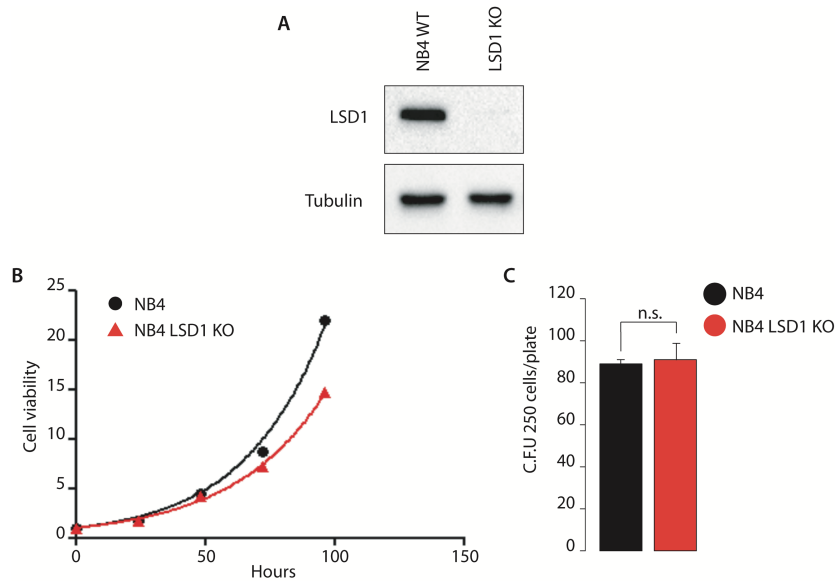 A
NB4 WT
LSD1 KO
LSD1
Tubulin
B
25
20
15
10
5
0
0
50
100
150
Cell viability
Hours
NB4
NB4 LSD1 KO
C
NB4
NB4 LSD1 KO
n.s.
120
100
80
60
40
20
0
C.F.U 250 cells/plate